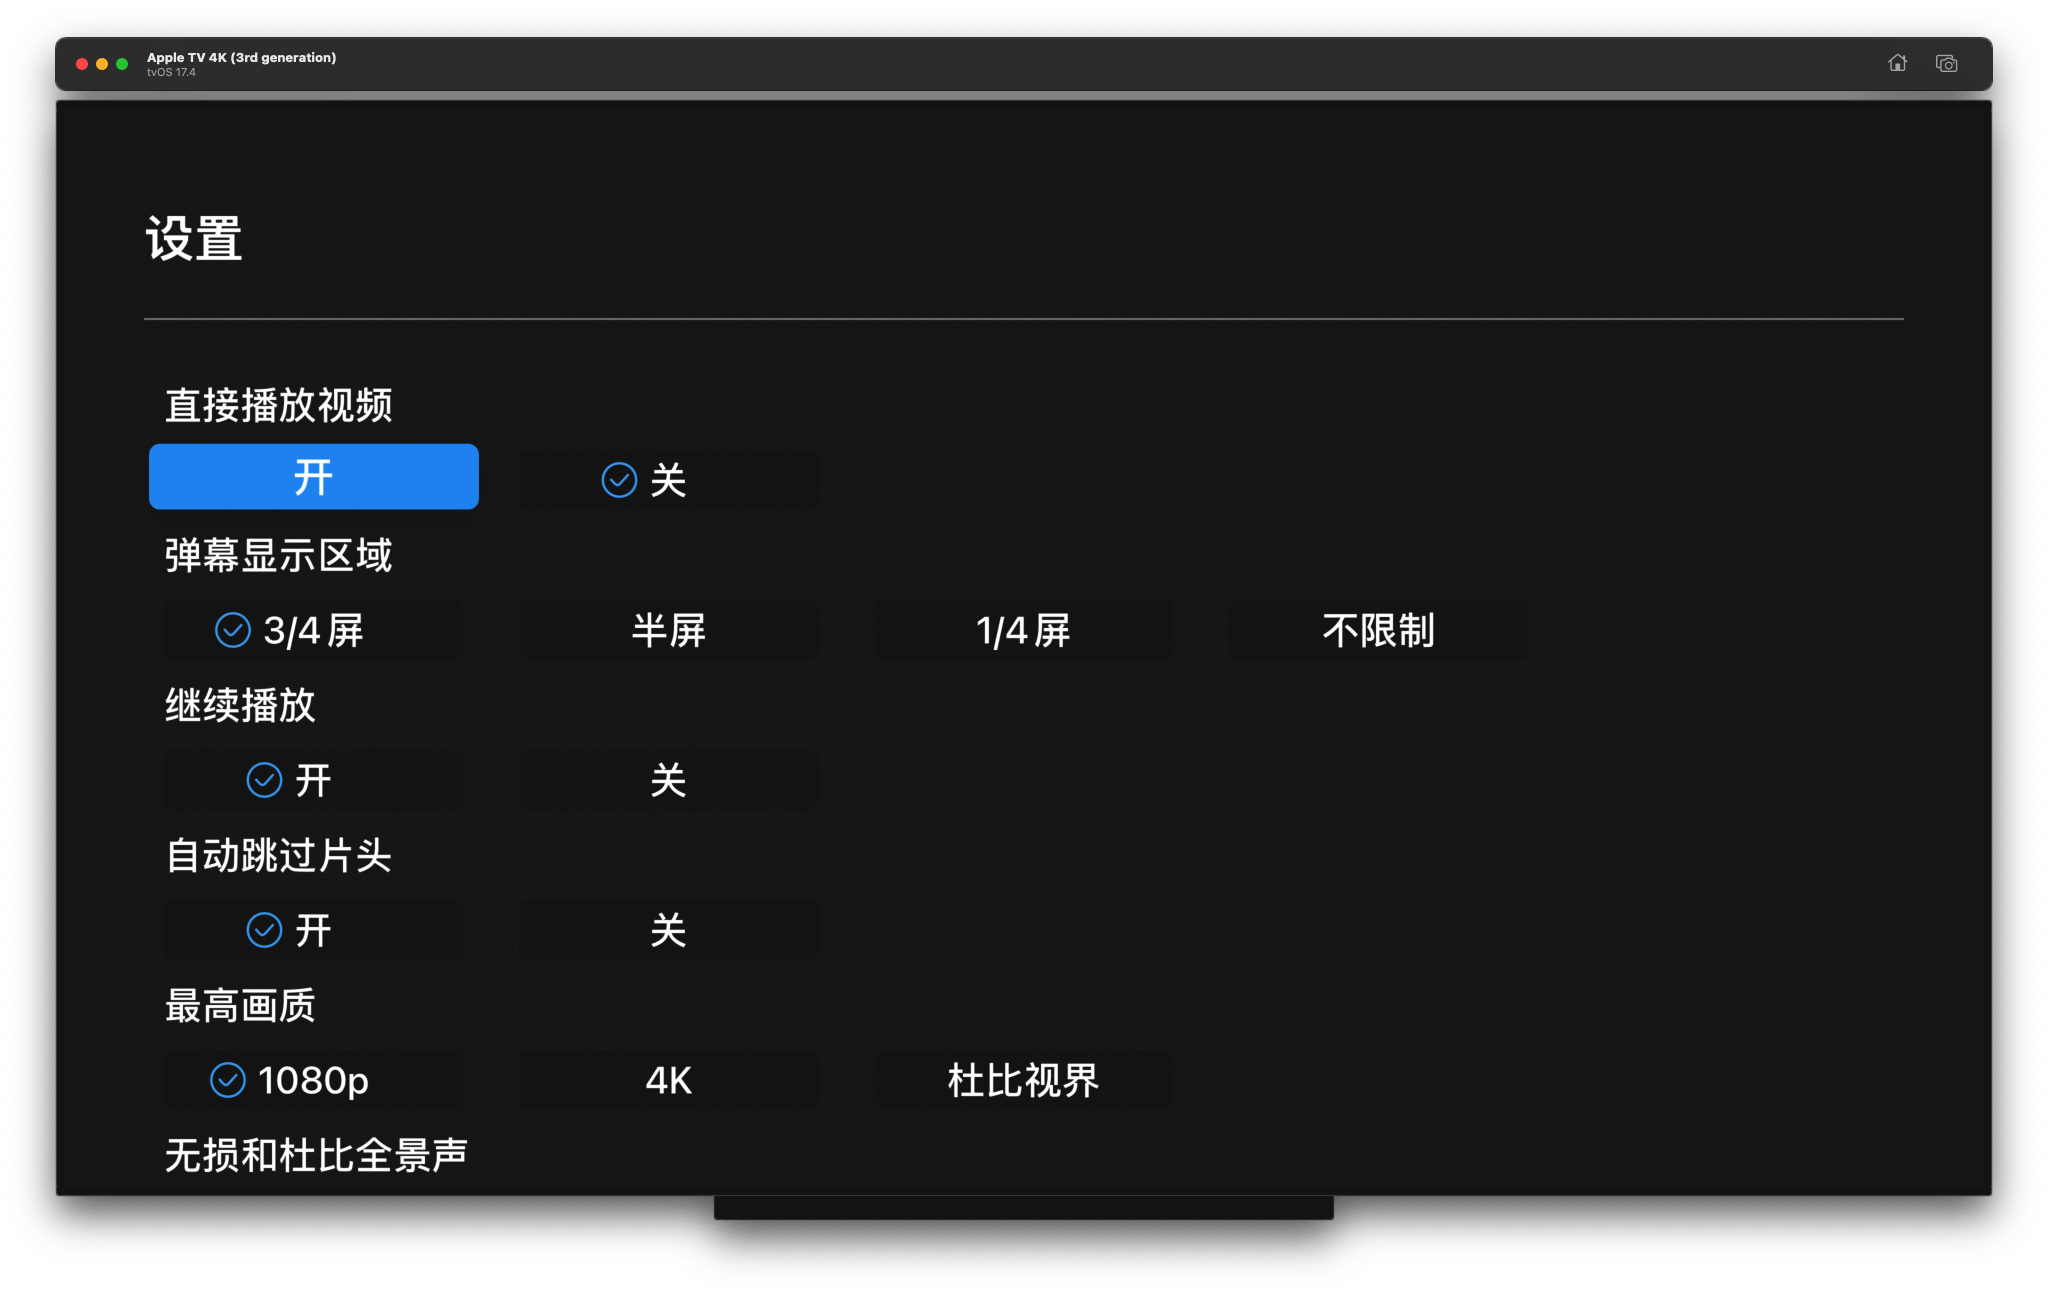 Apple TV 4K (3rd generation)
tvOS 17.4
设置
直接播放视频
开 关
弹幕显示区域
3/4屏 半屏 1/4屏 不限制
继续播放
开 关
自动跳过片头
开 关
最高画质
1080p 4K 杜比视界
无损和杜比全景声